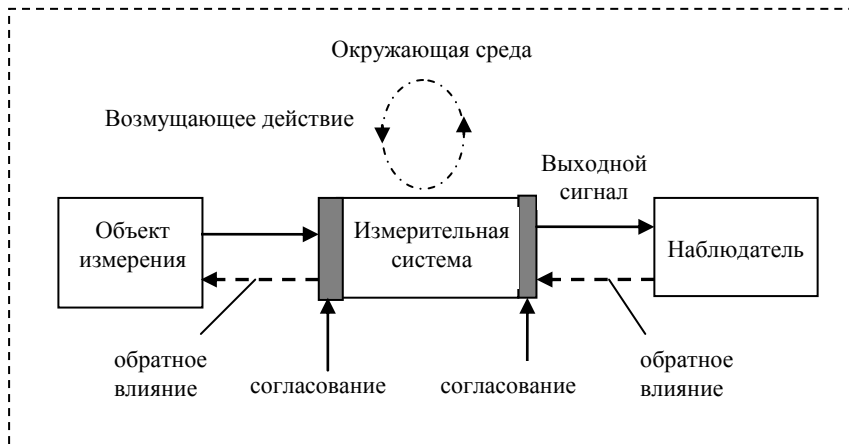 Окружающая среда
Возмущающее действие
Выходной
сигнал
Объект
измерения
Измерительная
система
Наблюдатель
обратное
влияние
согласование
согласование
обратное
влияние